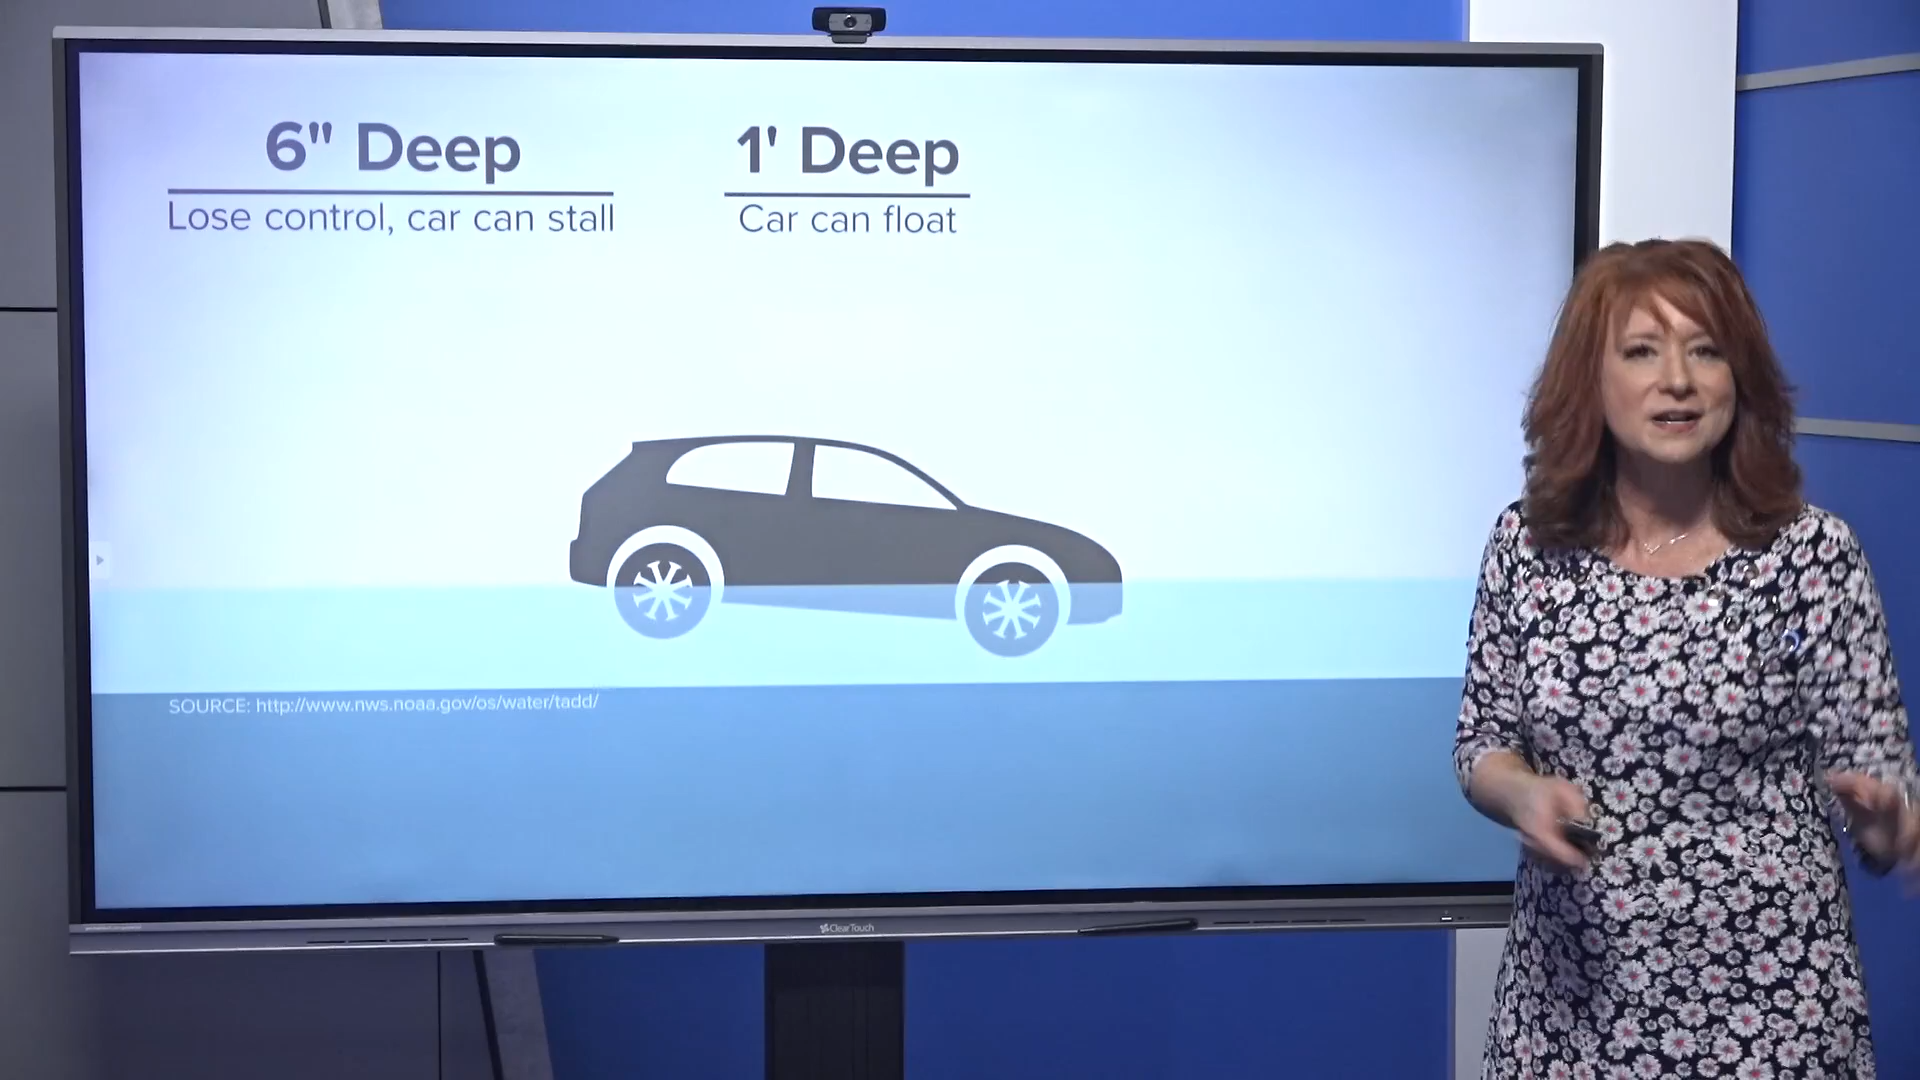 6" Deep
Lose control, car can stall
1' Deep
Car can float
SOURCE: http://www.nws.noaa.gov/os/water/tadd/
ClearTouch